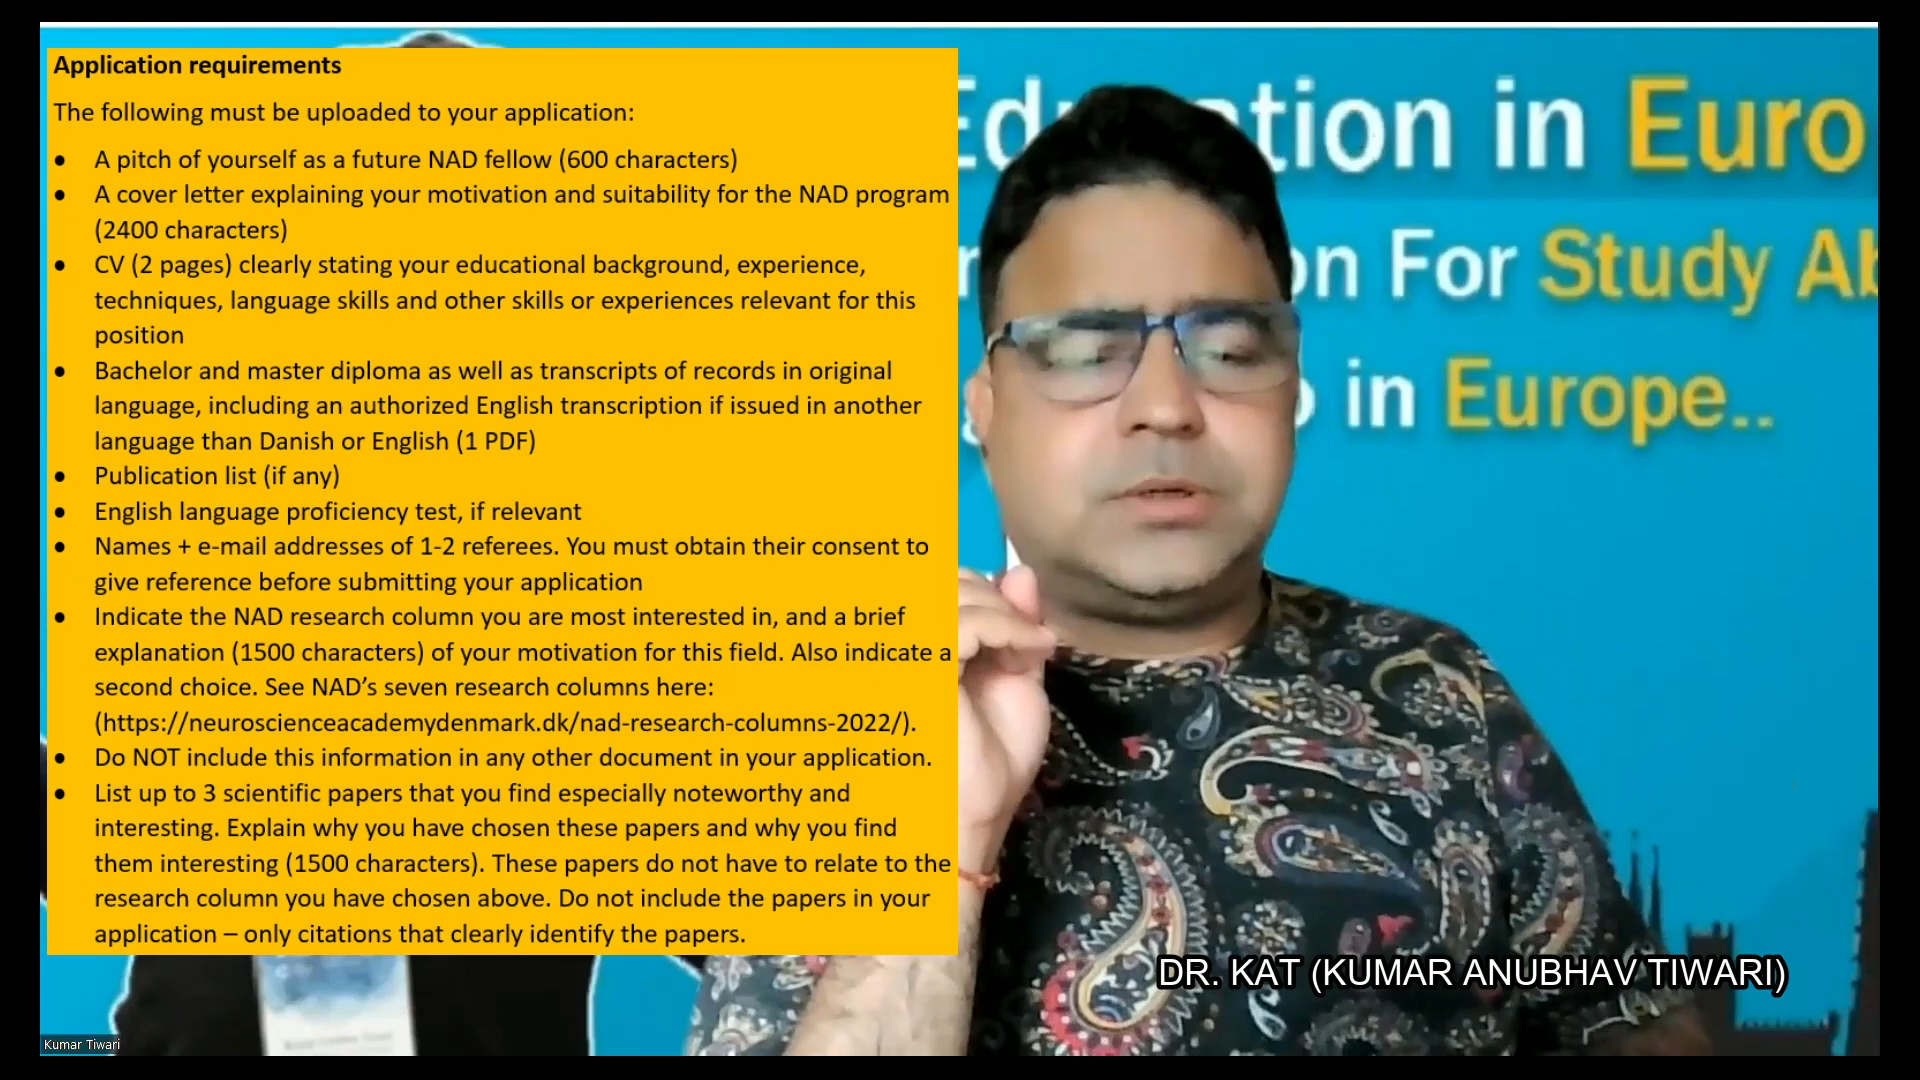 Application requirements
The following must be uploaded to your application:
● A pitch of yourself as a future NAD fellow (600 characters)
● A cover letter explaining your motivation and suitability for the NAD program
(2400 characters)
● CV (2 pages) clearly stating your educational background, experience,
techniques, language skills and other skills or experiences relevant for this
position
● Bachelor and master diploma as well as transcripts of records in original
language, including an authorized English transcription if issued in another
language than Danish or English (1 PDF)
● Publication list (if any)
● English language proficiency test, if relevant
● Names + e-mail addresses of 1-2 referees. You must obtain their consent to
give reference before submitting your application
● Indicate the NAD research column you are most interested in, and a brief
explanation (1500 characters) of your motivation for this field. Also indicate a
second choice. See NAD’s seven research columns here:
(https://neuroscienceacademydenmark.dk/nad-research-columns-2022/).
● Do NOT include this information in any other document in your application.
● List up to 3 scientific papers that you find especially noteworthy and
interesting. Explain why you have chosen these papers and why you find
them interesting (1500 characters). These papers do not have to relate to the
research column you have chosen above. Do not include the papers in your
application – only citations that clearly identify the papers.
in Euro
For Study Ab
in Europe..
DR. KAT (KUMAR ANUBHAV TIWARI)
Kumar Tiwari